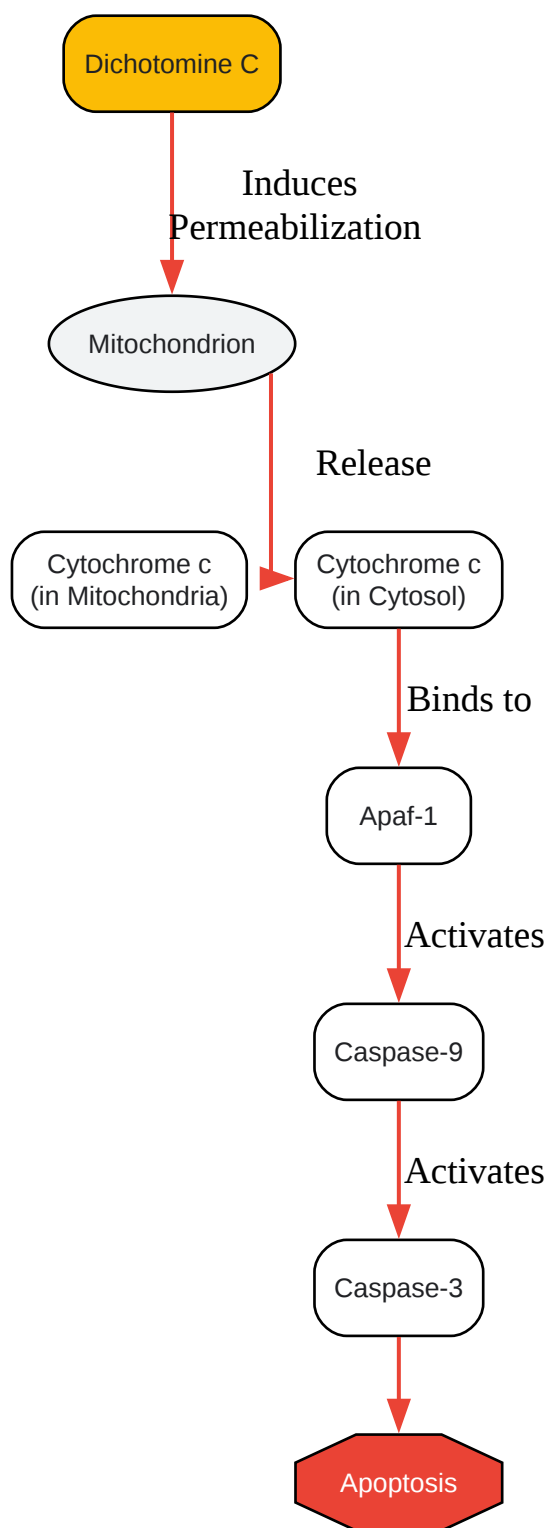 Dichotomine C
Induces
Permeabilization
Mitochondrion
Release
Cytochrome c
(in Mitochondria)
Cytochrome c
(in Cytosol)
Binds to
Apaf-1
Activates
Caspase-9
Activates
Caspase-3
Apoptosis